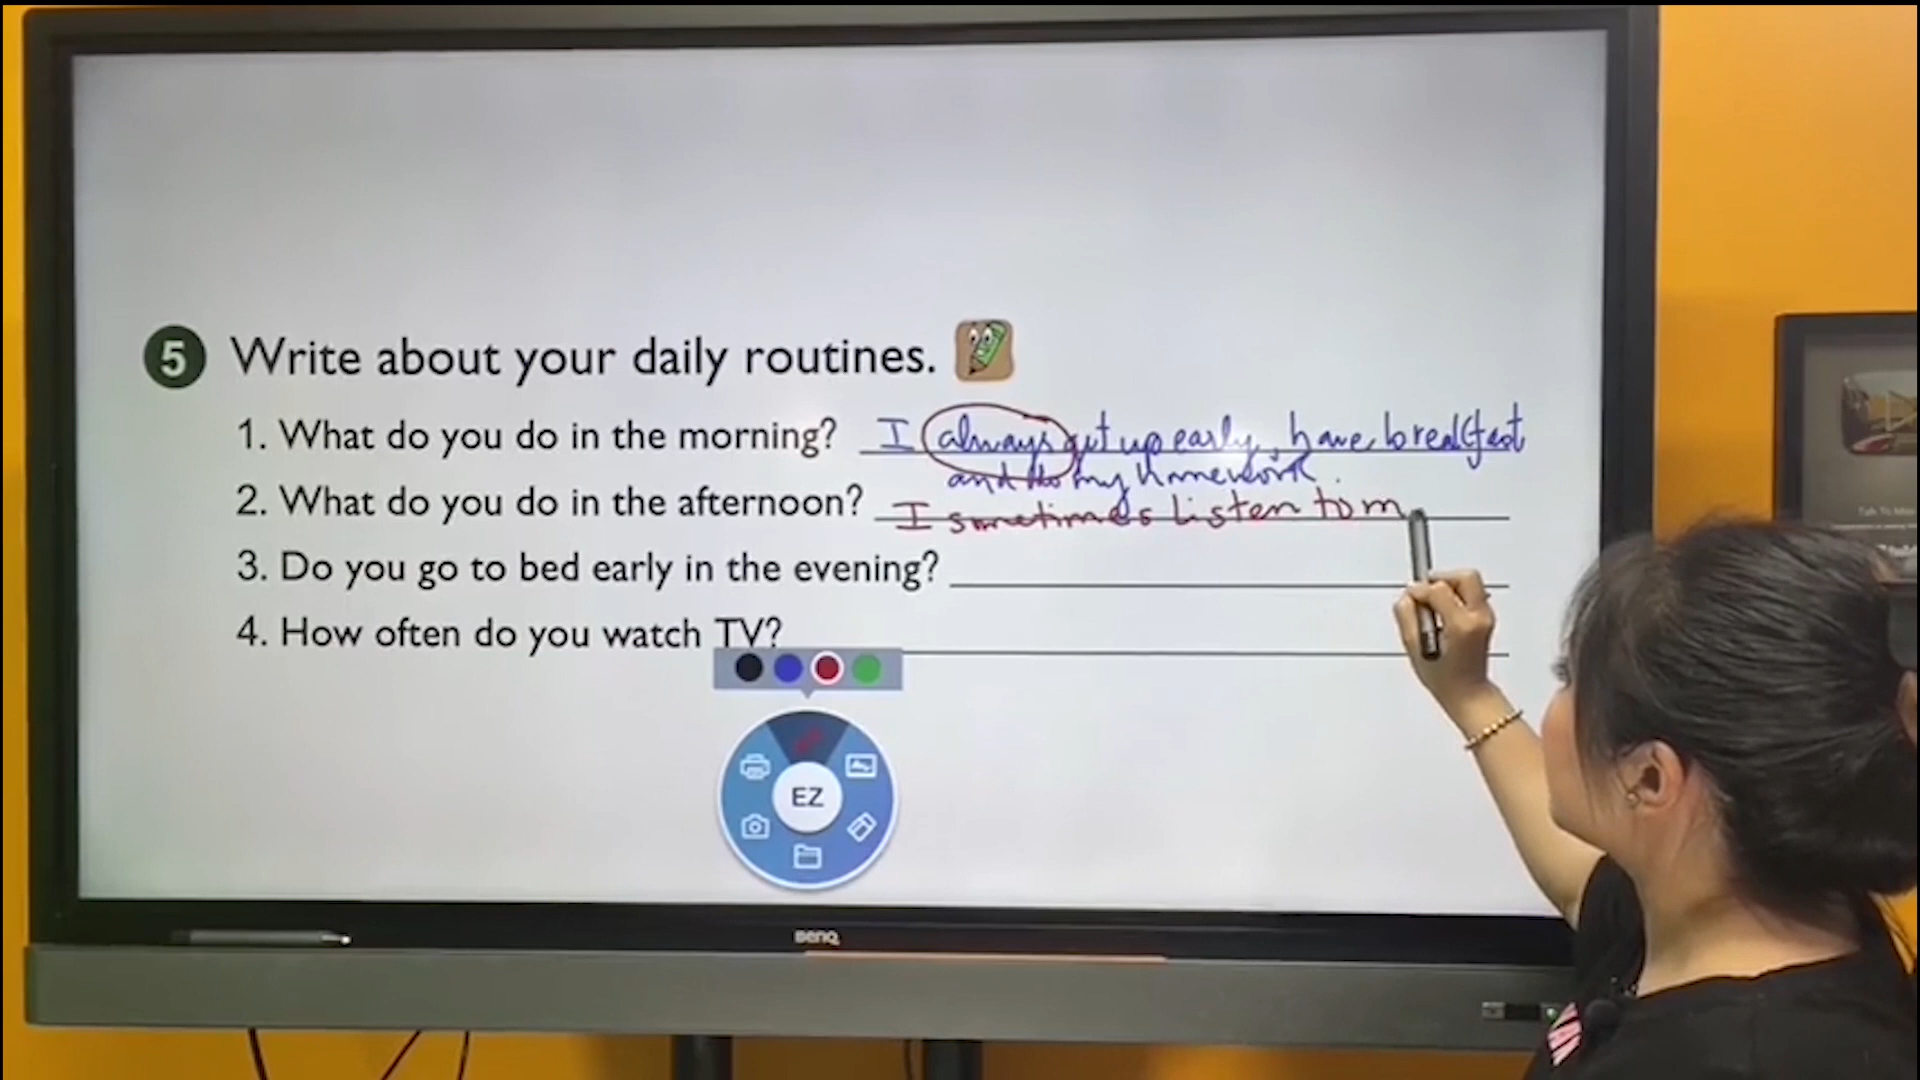 5 Write about your daily routines.
1. What do you do in the morning? I always get up early, have breakfast
and do my homework.
2. What do you do in the afternoon? I sometimes listen to m
3. Do you go to bed early in the evening?
4. How often do you watch TV?
EZ
BenQ